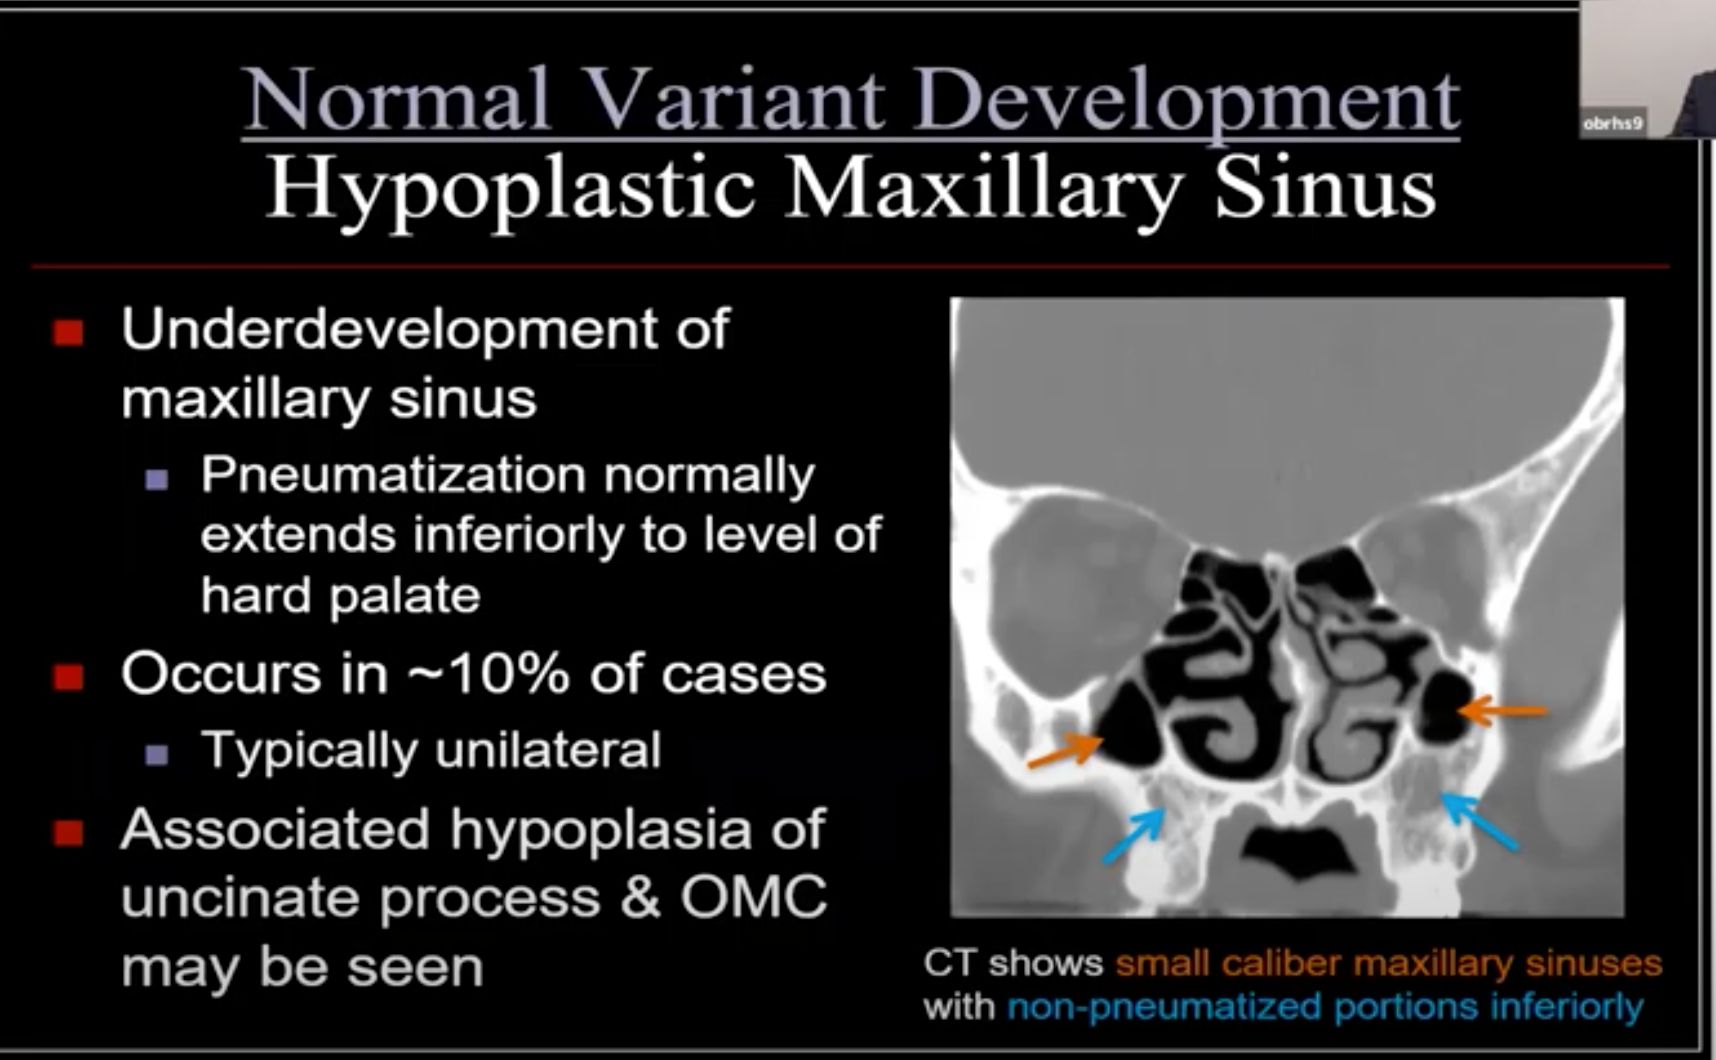 Normal Variant Development
Hypoplastic Maxillary Sinus
obrhs9
Underdevelopment of
maxillary sinus
Pneumatization normally
extends inferiorly to level of
hard palate
Occurs in ~10% of cases
Typically unilateral
Associated hypoplasia of
uncinate process & OMC
may be seen
CT shows small caliber maxillary sinuses
with non-pneumatized portions inferiorly